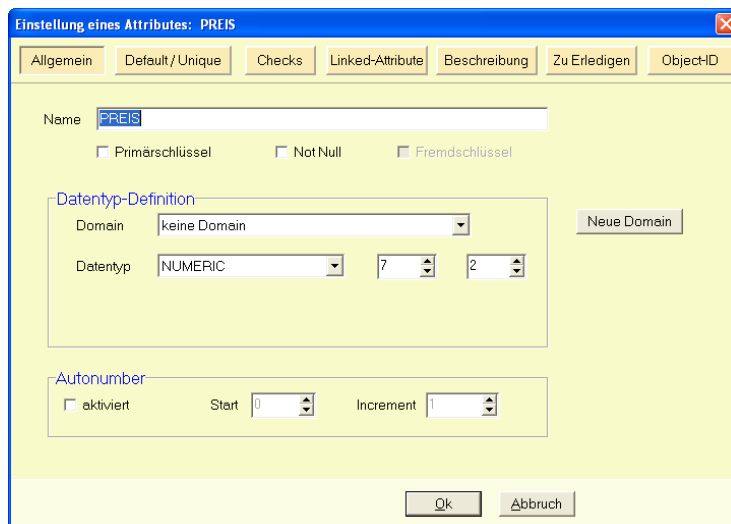 Einstellung eines Attributes: PREIS
Allgemein Default / Unique Checks Linked-Attribute Beschreibung Zu Erledigen Object-ID
Name PREIS
Primärschlüssel Not Null Fremdschlüssel
Datentyp-Definition
Domain keine Domain Neue Domain
Datentyp NUMERIC 7 2
Autonumber
aktiviert Start 0 Increment 1
Ok Abbruch